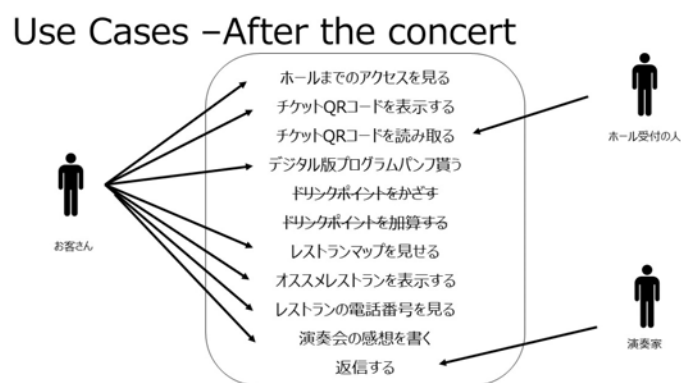 Use Cases –After the concert
ホールまでのアクセスを見る
チケットQRコードを表示する
チケットQRコードを読み取る
デジタル版プログラムパンフ貰う
ドリンクポイントをかざす
ドリンクポイントを加算する
レストランマップを見せる
オススメレストランを表示する
レストランの電話番号を見る
演奏会の感想を書く
返信する
お客さん
ホール受付の人
演奏家